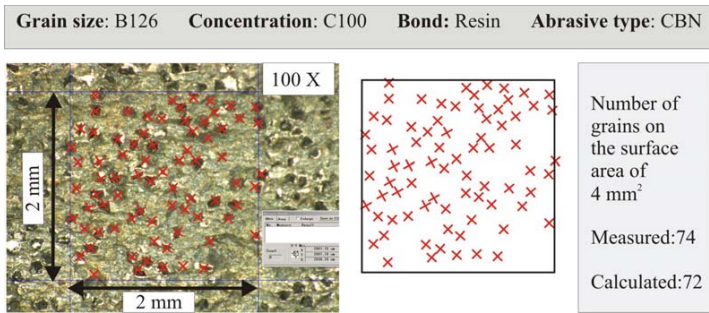 Grain size: B126 Concentration: C100 Bond: Resin Abrasive type: CBN
100 X
2 mm
2 mm
Number of
grains on
the surface
area of
4 mm²
Measured:74
Calculated:72